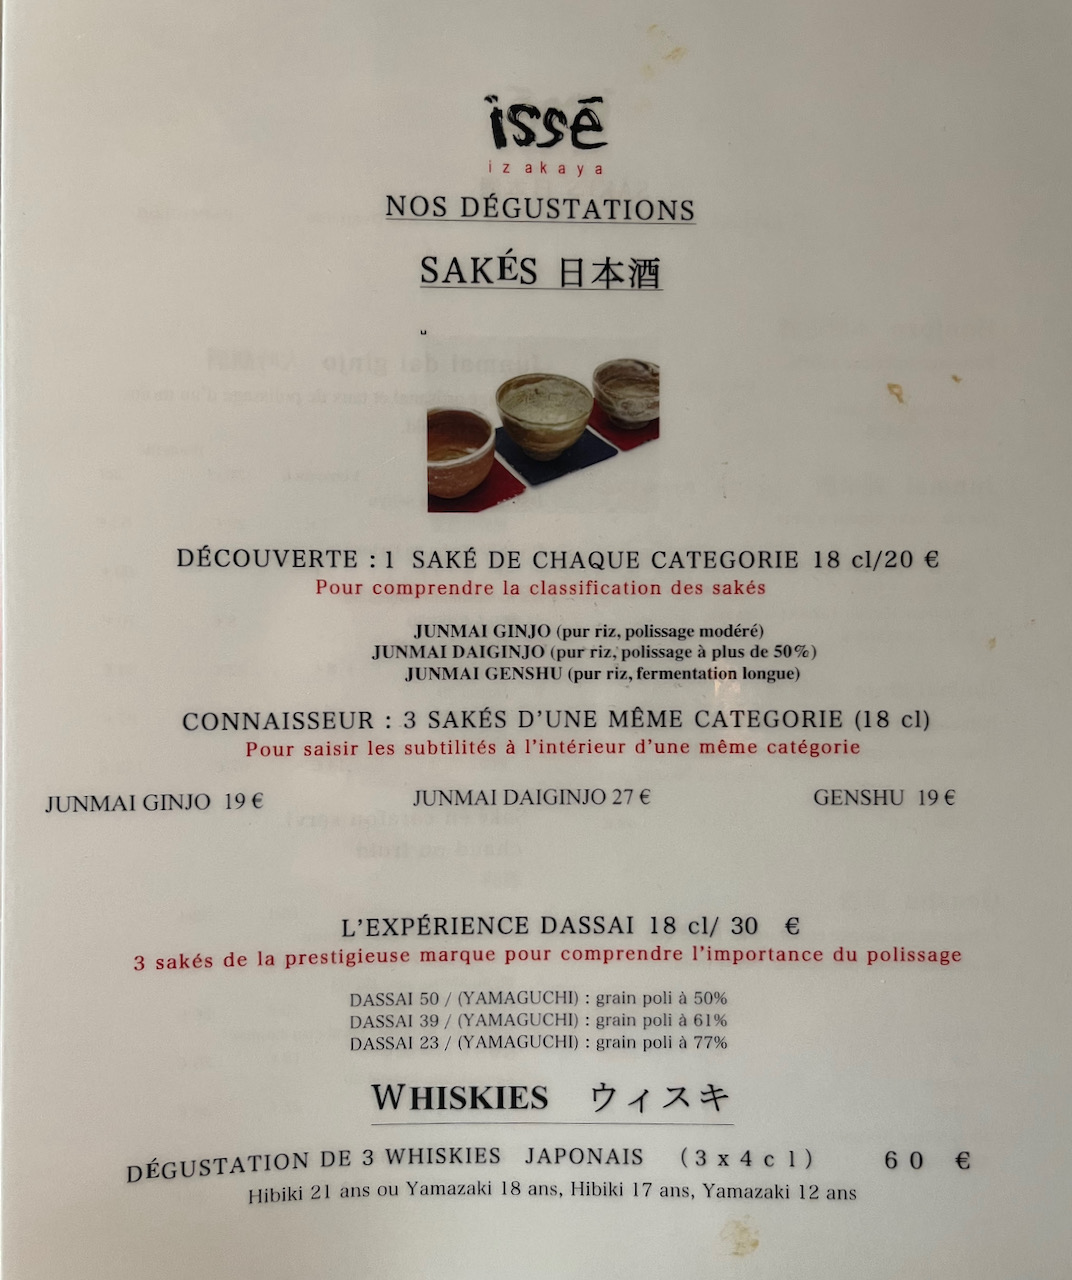 issē
izakaya
NOS DÉGUSTATIONS
SAKÉS 日本酒
DÉCOUVERTE : 1 SAKÉ DE CHAQUE CATEGORIE 18 cl/20 €
Pour comprendre la classification des sakés
JUNMAI GINJO (pur riz, polissage modéré)
JUNMAI DAIGINJO (pur riz, polissage à plus de 50%)
JUNMAI GENSHU (pur riz, fermentation longue)
CONNAISSEUR : 3 SAKÉS D'UNE MÊME CATEGORIE (18 cl)
Pour saisir les subtilités à l'intérieur d'une même catégorie
JUNMAI GINJO 19 € JUNMAI DAIGINJO 27 € GENSHU 19 €
L'EXPÉRIENCE DASSAI 18 cl/ 30 €
3 sakés de la prestigieuse marque pour comprendre l'importance du polissage
DASSAI 50 / (YAMAGUCHI) : grain poli à 50%
DASSAI 39 / (YAMAGUCHI) : grain poli à 61%
DASSAI 23 / (YAMAGUCHI) : grain poli à 77%
WHISKIES ウィスキ
DÉGUSTATION DE 3 WHISKIES JAPONAIS (3x4cl) 60 €
Hibiki 21 ans ou Yamazaki 18 ans, Hibiki 17 ans, Yamazaki 12 ans